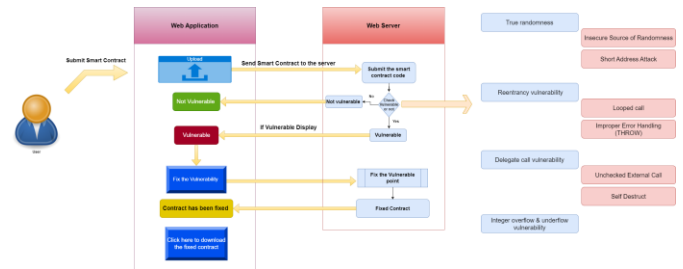 Web Application
Web Server
Submit Smart Contract
User
Upload
Send Smart Contract to the server
Submit the smart
contract code
Not Vulnerable
Not vulnerable
No
Check
Yes
If Vulnerable Display
Vulnerable
Vulnerable
Fix the Vulnerability
Fix the Vulnerable
point
Contract has been fixed
Fixed Contract
Click here to download
the fixed contract
True randomness
Insecure Source of Randomness
Short Address Attack
Reentrancy vulnerability
Looped call
Improper Error Handling
(THROW)
Delegate call vulnerability
Unchecked External Call
Self Destruct
Integer overflow & underflow
vulnerability